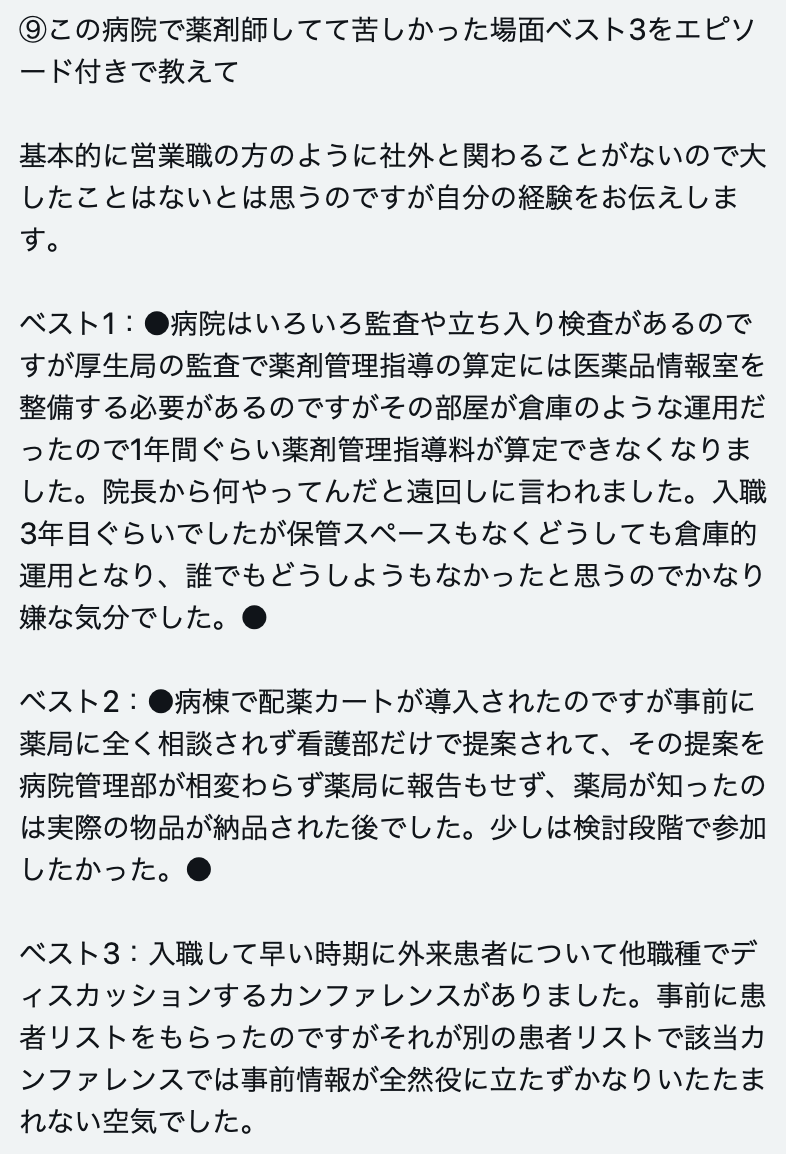 ⑨この病院で薬剤師してて苦しかった場面ベスト3をエピソ
ード付きで教えて
基本的に営業職の方のように社外と関わることがないので大
したことはないとは思うのですが自分の経験をお伝えしま
す。
ベスト1：●病院はいろいろ監査や立ち入り検査があるので
すが厚生局の監査で薬剤管理指導の算定には医薬品情報室を
整備する必要があるのですがその部屋が倉庫のような運用だ
ったので1年間ぐらい薬剤管理指導料が算定できなくなりま
した。院長から何やってんだと遠回しに言われました。入職
3年目ぐらいでしたが保管スペースもなくどうしても倉庫的
運用となり、誰でもどうしようもなかったと思うのでかなり
嫌な気分でした。●
ベスト2：●病棟で配薬カートが導入されたのですが事前に
薬局に全く相談されず看護部だけで提案されて、その提案を
病院管理部が相変わらず薬局に報告もせず、薬局が知ったの
は実際の物品が納品された後でした。少しは検討段階で参加
したかった。●
ベスト3：入職して早い時期に外来患者について他職種でデ
ィスカッションするカンファレンスがありました。事前に患
者リストをもらったのですがそれが別の患者リストで該当カ
ンファレンスでは事前情報が全然役に立たずかなりいたたま
れない空気でした。